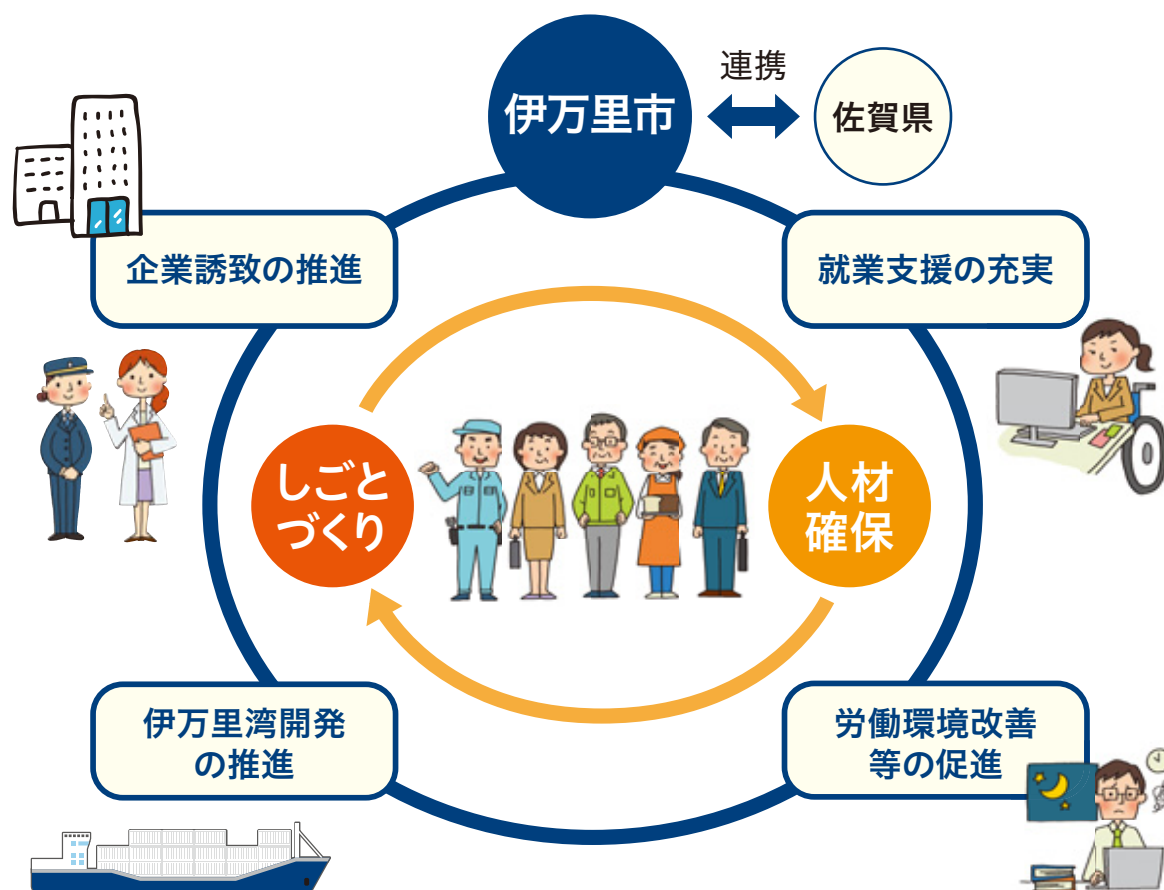 連携
伊万里市
佐賀県
企業誘致の推進
就業支援の充実
しごと
づくり
人材
確保
伊万里湾開発
の推進
労働環境改善
等の促進